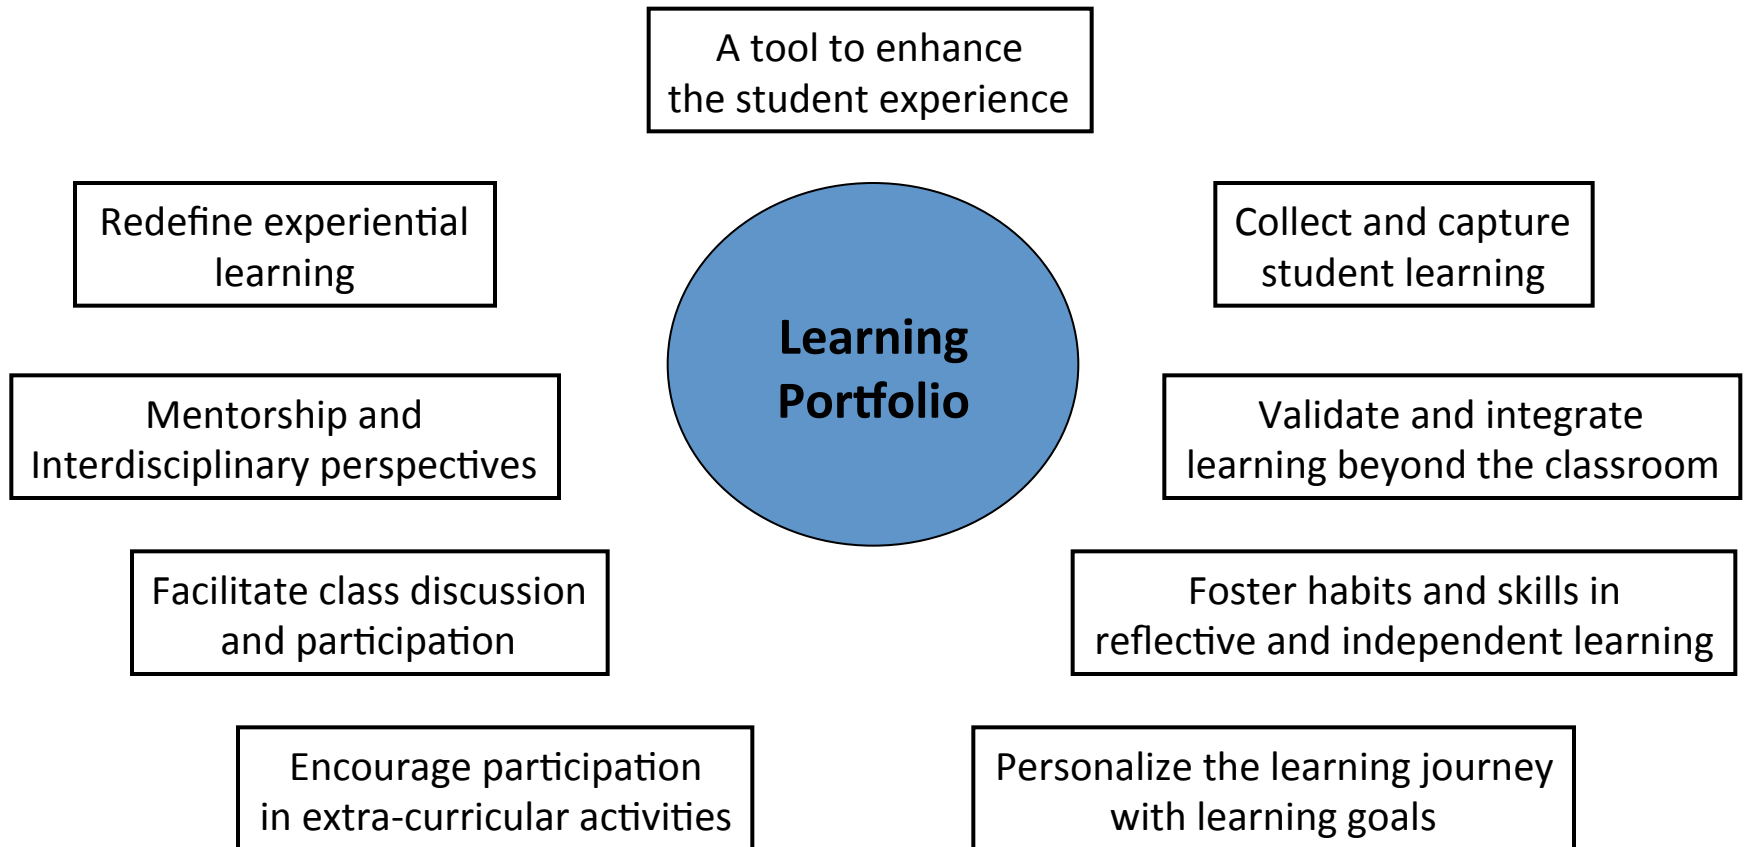 A tool to enhance
the student experience
Redefine experiential
learning
Collect and capture
student learning
Learning
Portfolio
Mentorship and
Interdisciplinary perspectives
Validate and integrate
learning beyond the classroom
Facilitate class discussion
and participation
Foster habits and skills in
reflective and independent learning
Encourage participation
in extra-curricular activities
Personalize the learning journey
with learning goals